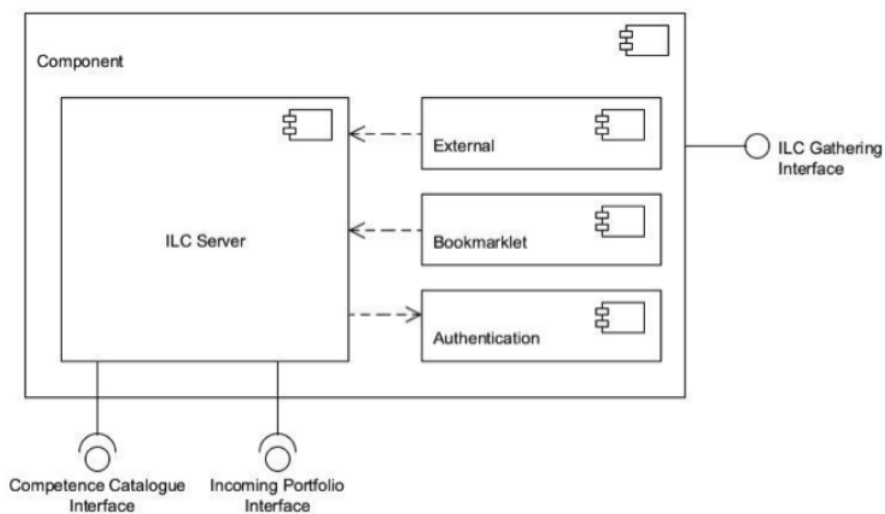 Component
External
ILC Server
Bookmarklet
Authentication
ILC Gathering
Interface
Competence Catalogue
Interface
Incoming Portfolio
Interface